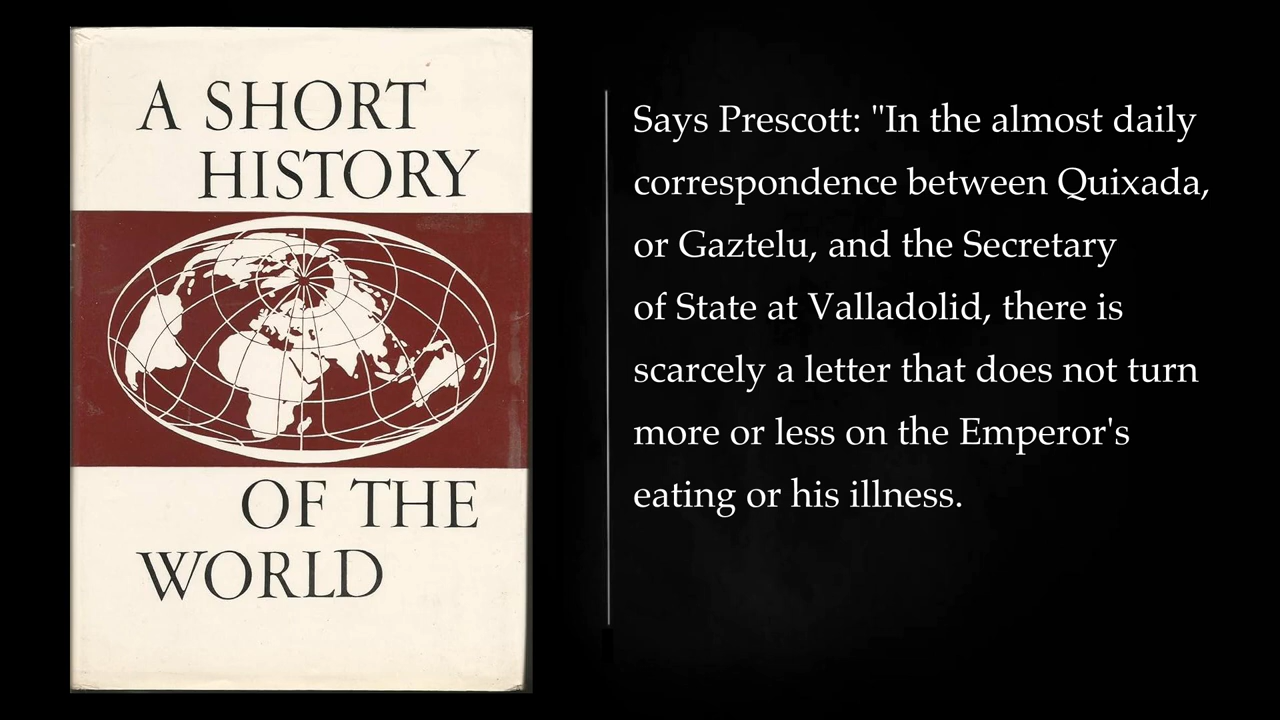 A SHORT
HISTORY
OF THE
WORLD
Says Prescott: "In the almost daily
correspondence between Quixada,
or Gaztelu, and the Secretary
of State at Valladolid, there is
scarcely a letter that does not turn
more or less on the Emperor's
eating or his illness.